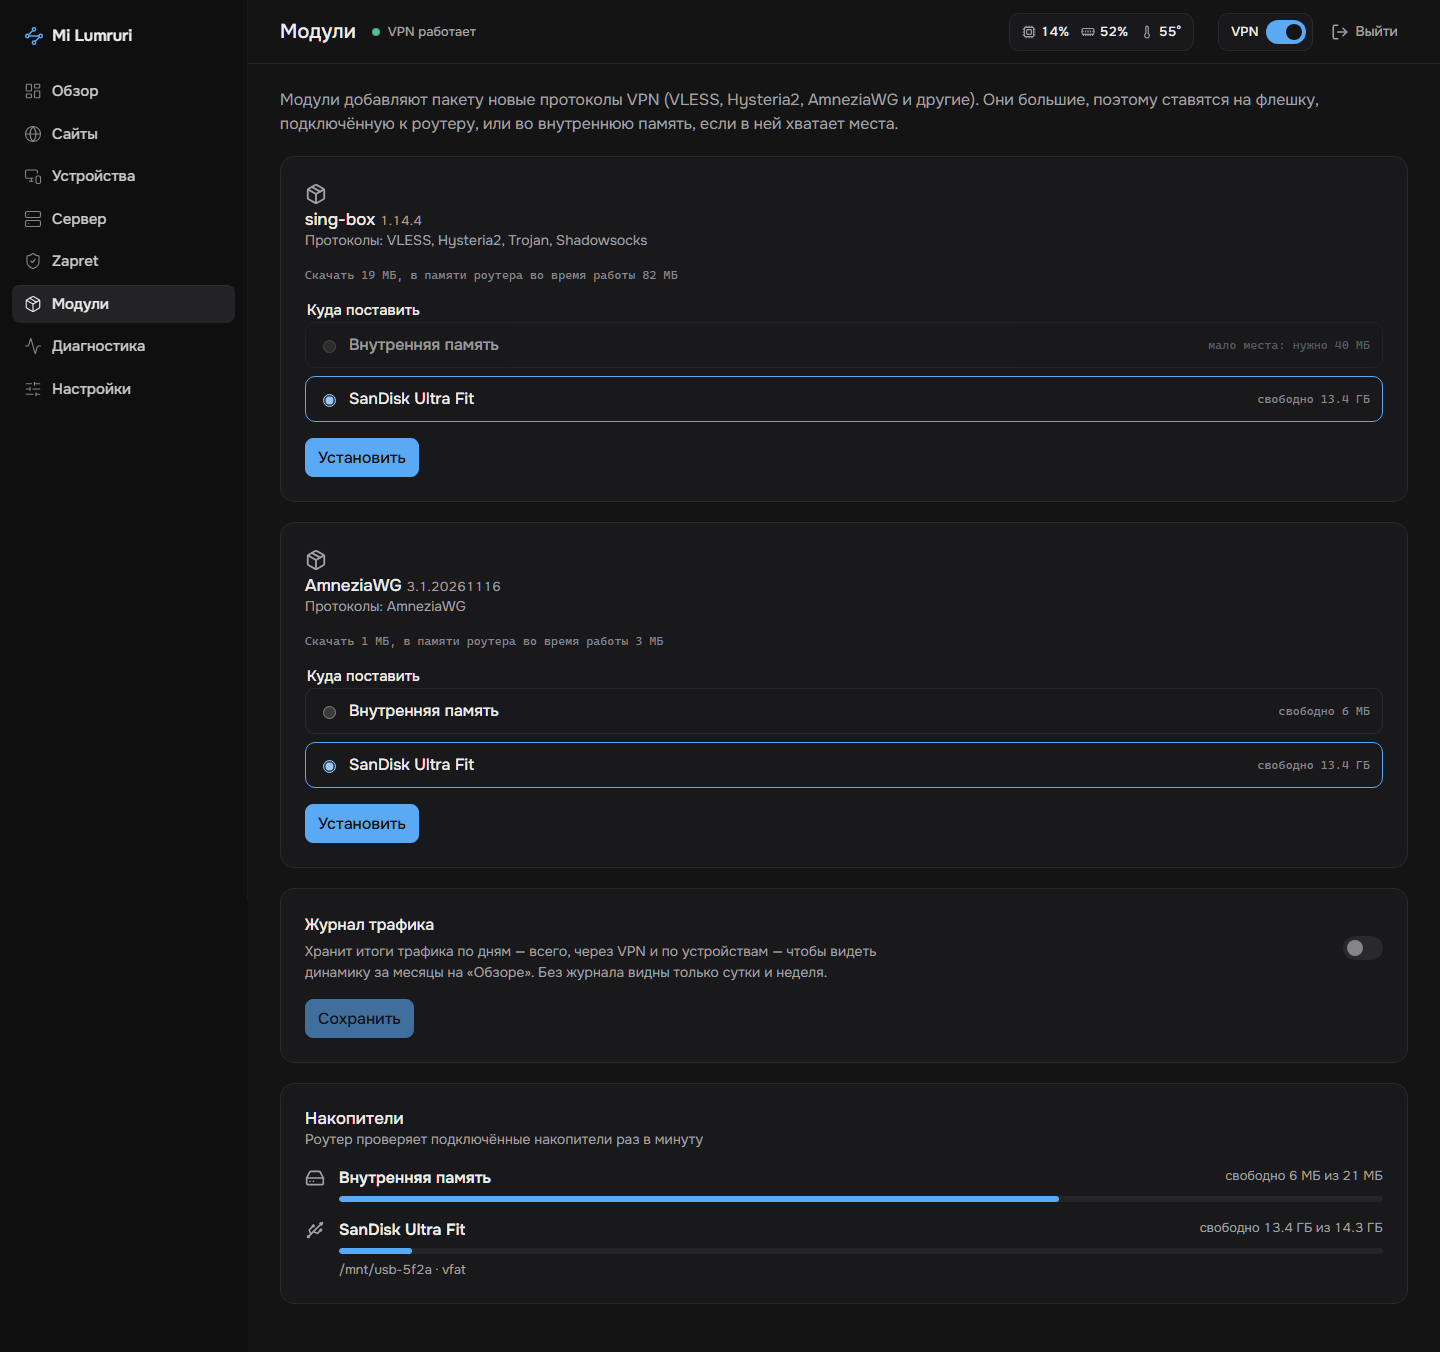 Mi Lumruri
Обзор
Сайты
Устройства
Сервер
Zapret
Модули
Диагностика
Настройки
Модули
VPN работает
14% 52% 55°
VPN
Выйти
Модули добавляют пакету новые протоколы VPN (VLESS, Hysteria2, AmneziaWG и другие). Они большие, поэтому ставятся на флешку,
подключённую к роутеру, или во внутреннюю память, если в ней хватает места.
sing-box 1.14.4
Протоколы: VLESS, Hysteria2, Trojan, Shadowsocks
Скачать 19 МБ, в памяти роутера во время работы 82 МБ
Куда поставить
Внутренняя память мало места: нужно 40 МБ
SanDisk Ultra Fit свободно 13.4 ГБ
Установить
AmneziaWG 3.1.20261116
Протоколы: AmneziaWG
Скачать 1 МБ, в памяти роутера во время работы 3 МБ
Куда поставить
Внутренняя память свободно 6 МБ
SanDisk Ultra Fit свободно 13.4 ГБ
Установить
Журнал трафика
Хранит итоги трафика по дням — всего, через VPN и по устройствам — чтобы видеть
динамику за месяцы на «Обзоре». Без журнала видны только сутки и неделя.
Сохранить
Накопители
Роутер проверяет подключённые накопители раз в минуту
Внутренняя память свободно 6 МБ из 21 МБ
SanDisk Ultra Fit свободно 13.4 ГБ из 14.3 ГБ
/mnt/usb-5f2a · vfat